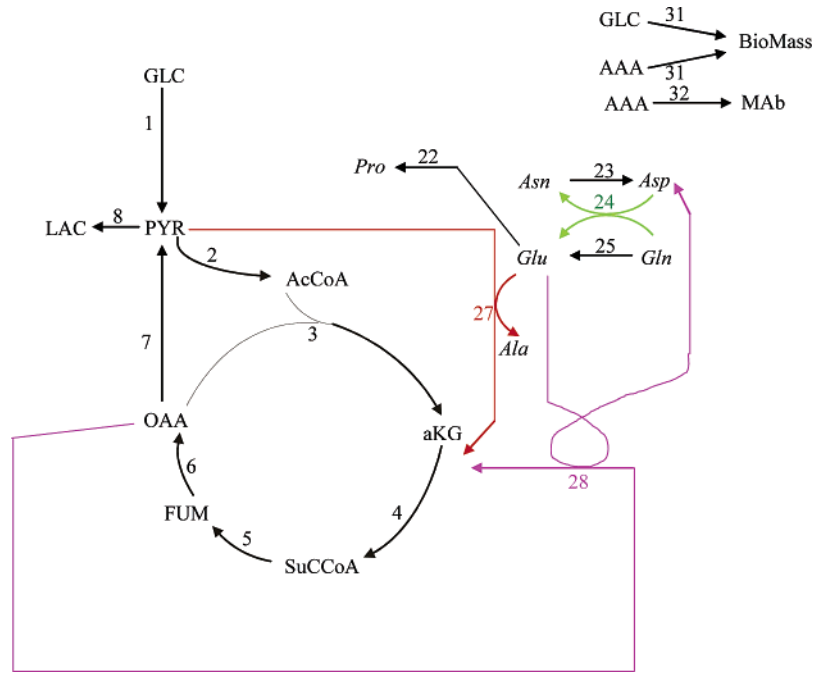 GLC 31
BioMass
AAA 31
AAA 32 MAb
GLC
1
Pro 22
Asn 23 Asp
24
LAC 8 PYR
2
Glu 25 Gln
AcCoA
27
3
7
Ala
OAA
aKG
6
28
FUM
4
5
SuCCoA